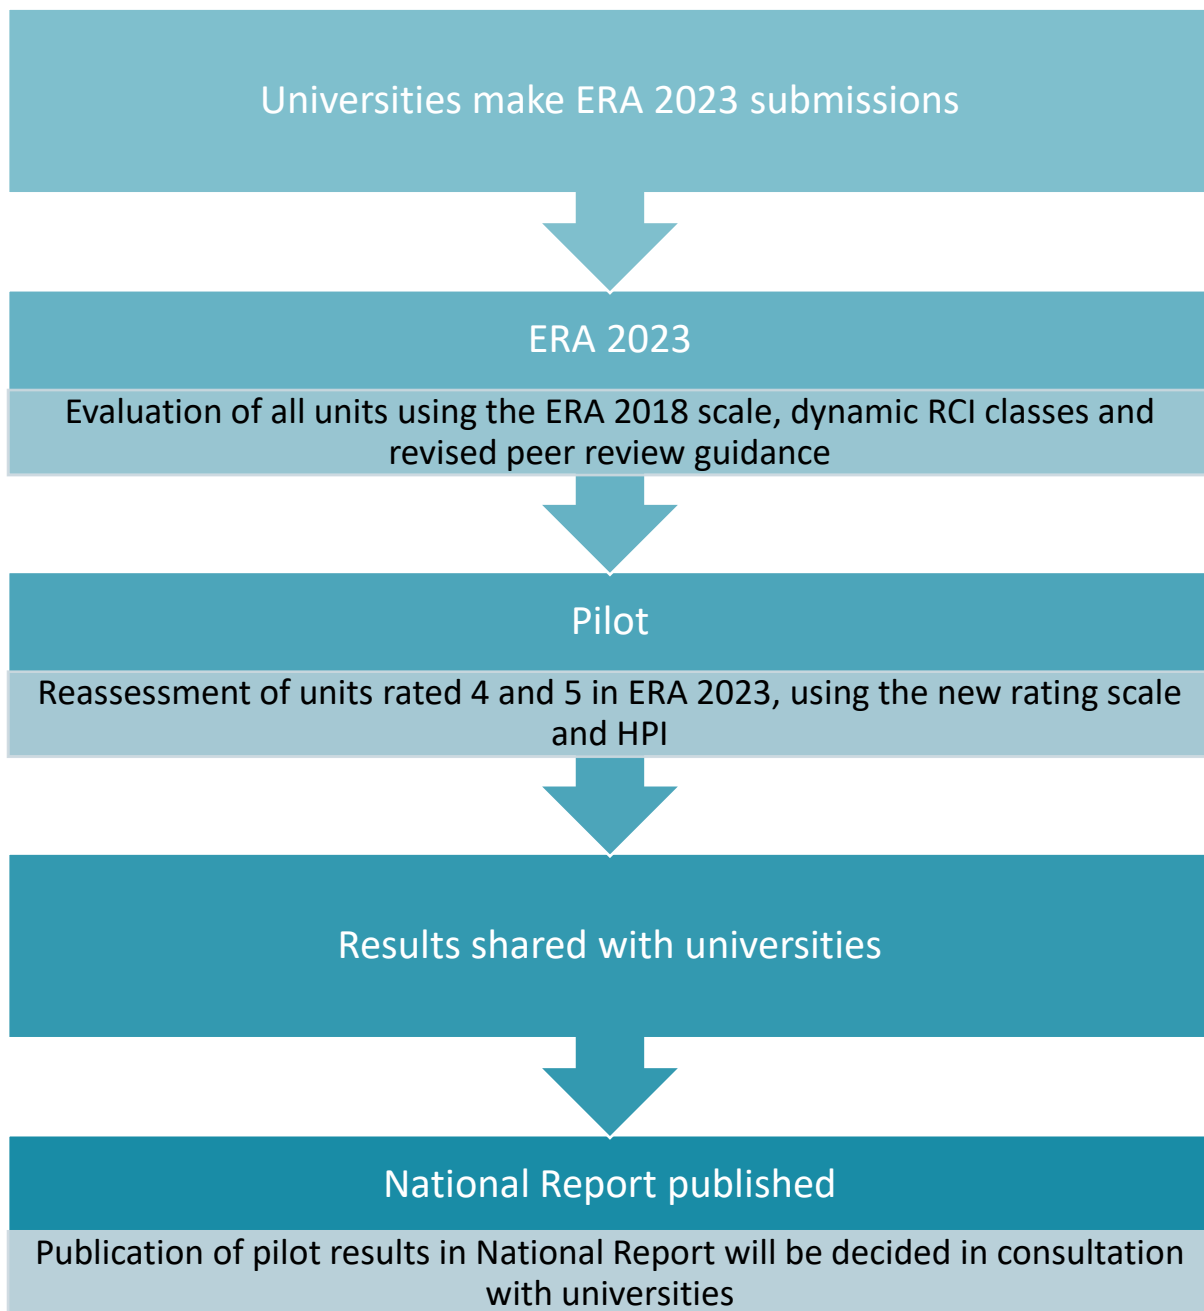 Universities make ERA 2023 submissions
ERA 2023
Evaluation of all units using the ERA 2018 scale, dynamic RCI classes and
revised peer review guidance
Pilot
Reassessment of units rated 4 and 5 in ERA 2023, using the new rating scale
and HPI
Results shared with universities
National Report published
Publication of pilot results in National Report will be decided in consultation
with universities